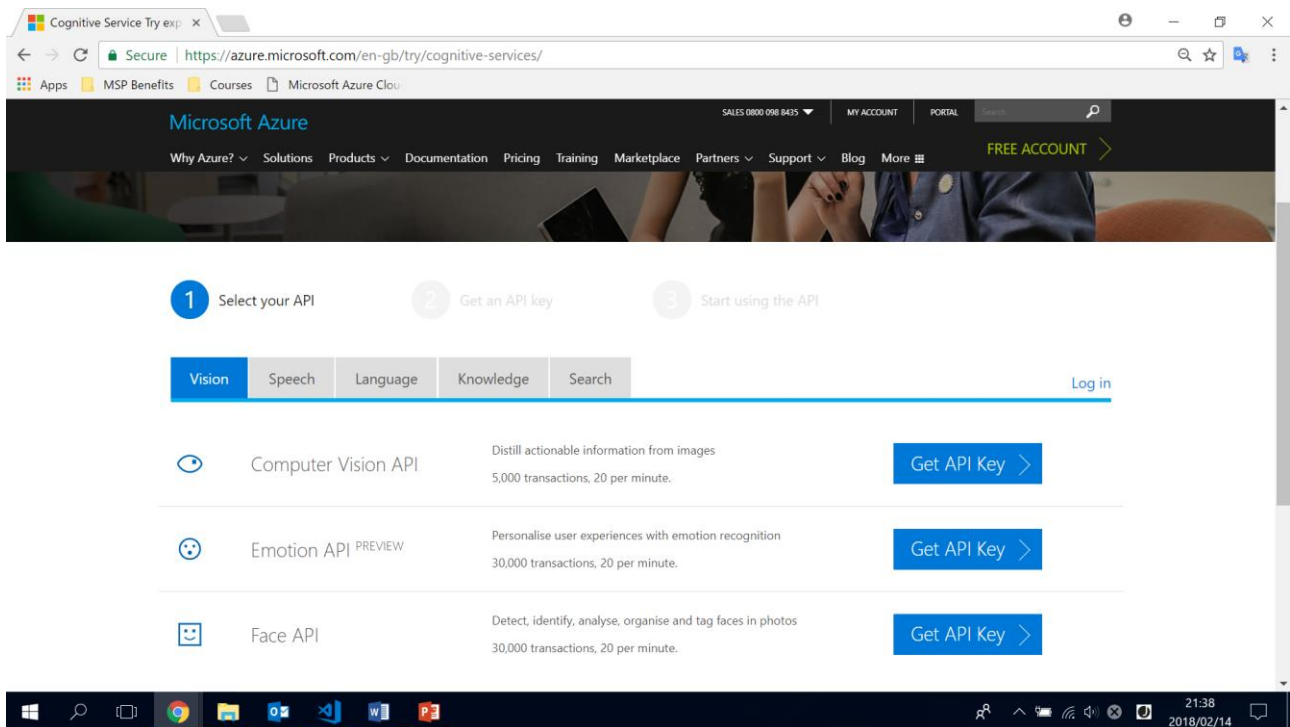 Cognitive Service Try exp
Secure https://azure.microsoft.com/en-gb/try/cognitive-services/
Apps MSP Benefits Courses Microsoft Azure Clou
Microsoft Azure SALES 0800 098 8435 MY ACCOUNT PORTAL Search
Why Azure? Solutions Products Documentation Pricing Training Marketplace Partners Support Blog More FREE ACCOUNT
1 Select your API 2 Get an API key 3 Start using the API
Vision Speech Language Knowledge Search Log in
Computer Vision API
Distill actionable information from images
5,000 transactions, 20 per minute.
Get API Key
Emotion API PREVIEW
Personalise user experiences with emotion recognition
30,000 transactions, 20 per minute.
Get API Key
Face API
Detect, identify, analyse, organise and tag faces in photos
30,000 transactions, 20 per minute.
Get API Key
21:38
2018/02/14